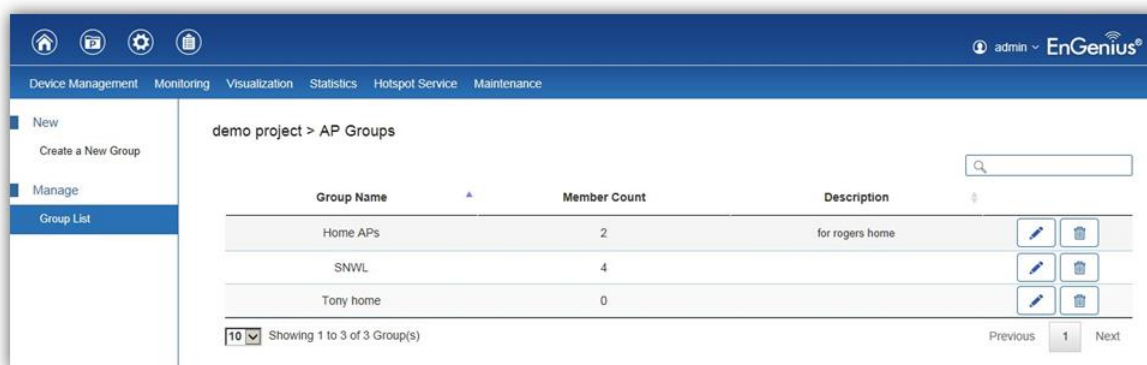 admin EnGenius®
Device Management Monitoring Visualization Statistics Hotspot Service Maintenance
New
Create a New Group
Manage
Group List
demo project > AP Groups
Group Name Member Count Description
Home APs 2 for rogers home
SNWL 4
Tony home 0
10 Showing 1 to 3 of 3 Group(s)
Previous 1 Next